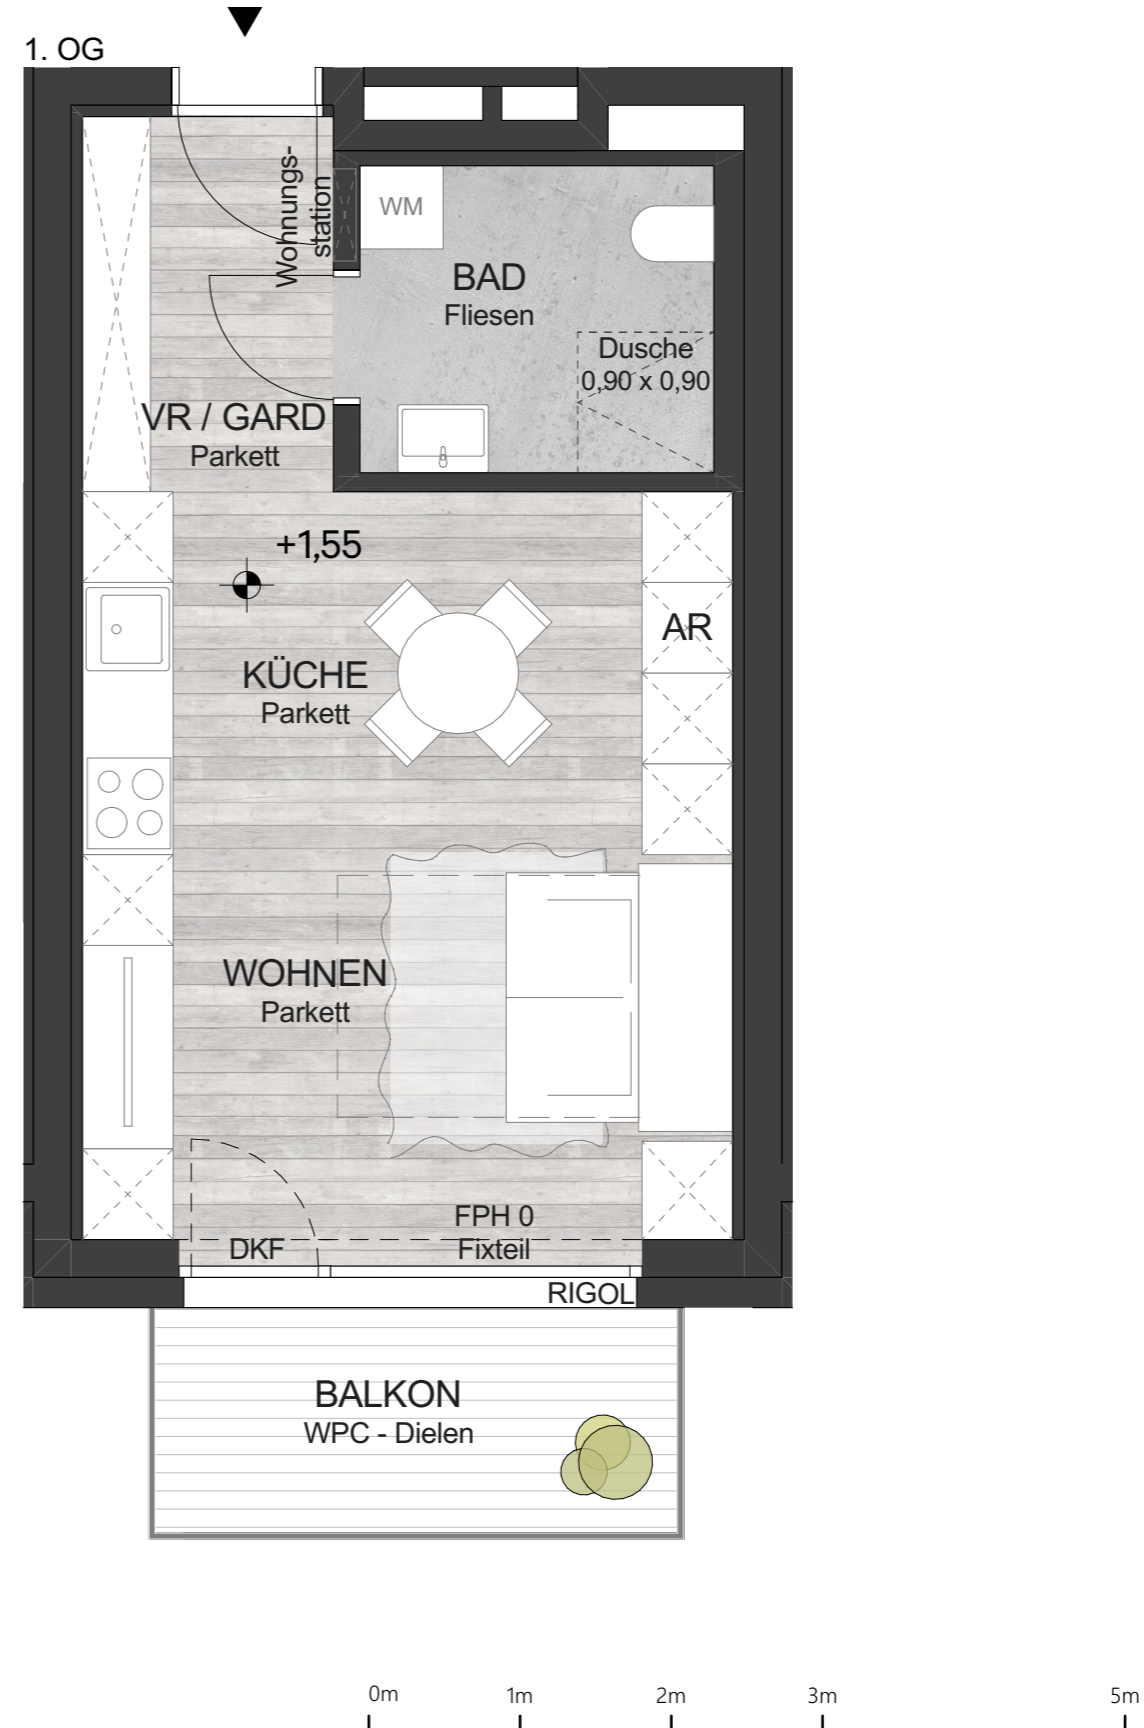 1. OG
Wohnungs-
station
WM
BAD
Fliesen
Dusche
0,90 x 0,90
VR / GARD
Parkett
+1,55
AR
KÜCHE
Parkett
WOHNEN
Parkett
FPH 0
DKF
Fixteil
RIGOL
BALKON
WPC - Dielen
0m 1m 2m 3m 5m